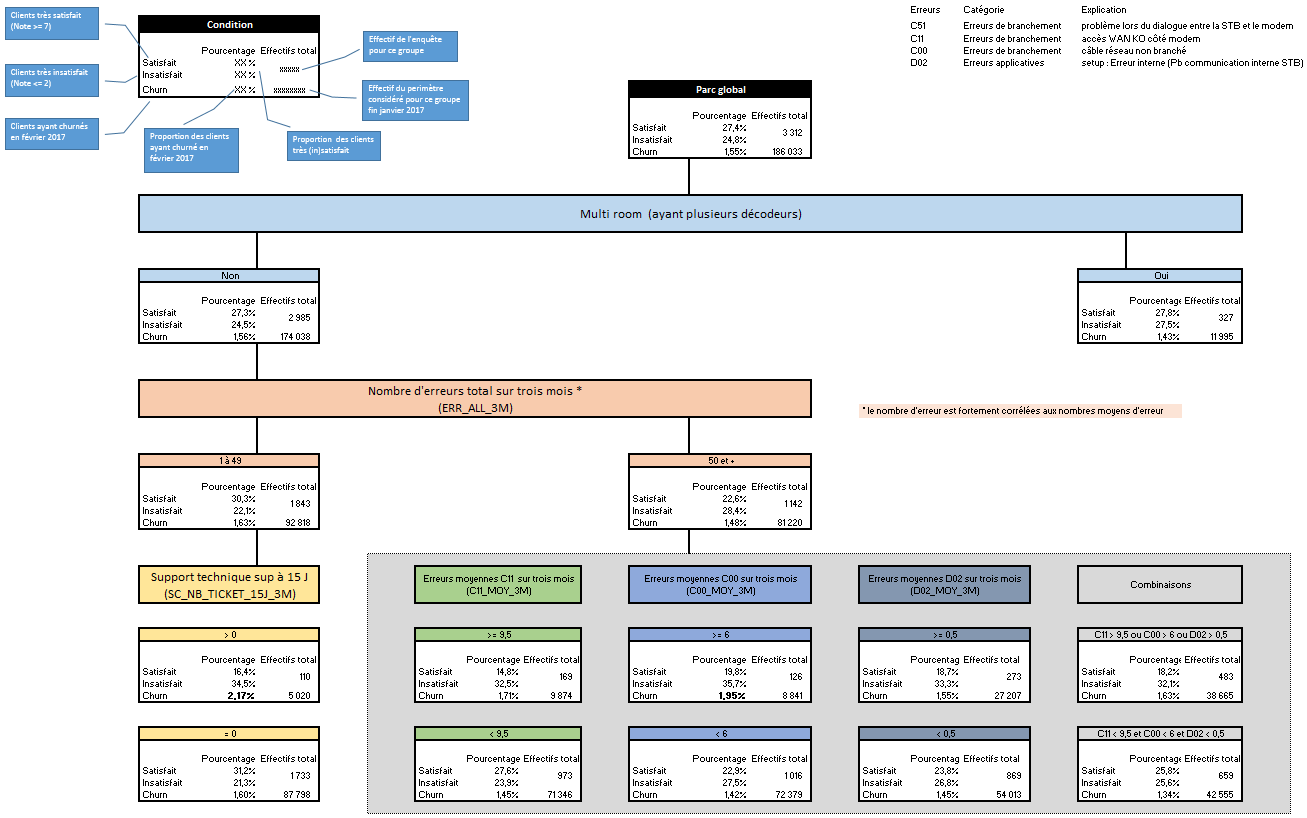 Clients très satisfait
(Note >= 7)
Clients très insatisfait
(Note <= 2)
Clients ayant churnés
en février 2017
Condition
Pourcentage Effectifs total
Satisfait XX %
xxxxx
Insatisfait XX %
Churn XX % xxxxxxxx
Effectif de l'enquête
pour ce groupe
Effectif du perimètre
considéré pour ce groupe
fin janvier 2017
Proportion des clients
ayant churné en
février 2017
Proportion des clients
très (in)satisfait
Erreurs Catégorie Explication
C51 Erreurs de branchement problème lors du dialogue entre la STB et le modem
C11 Erreurs de branchement accès WAN KO côté modem
C00 Erreurs de branchement câble réseau non branché
D02 Erreurs applicatives setup : Erreur interne (Pb communication interne STB)
Parc global
Pourcentage Effectifs total
Satisfait 27,4%
3 312
Insatisfait 24,8%
Churn 1,55% 186 033
Multi room (ayant plusieurs décodeurs)
Non
Pourcentage Effectifs total
Satisfait 27,3%
2 985
Insatisfait 24,5%
Churn 1,56% 174 038
Oui
Pourcentage Effectifs total
Satisfait 27,8%
327
Insatisfait 27,5%
Churn 1,43% 11 995
Nombre d'erreurs total sur trois mois *
(ERR_ALL_3M)
* le nombre d'erreur est fortement corrélées aux nombres moyens d'erreur
1 à 49
Pourcentage Effectifs total
Satisfait 30,3%
1 843
Insatisfait 22,1%
Churn 1,63% 92 818
50 et +
Pourcentage Effectifs total
Satisfait 22,6%
1 142
Insatisfait 28,4%
Churn 1,48% 81 220
Support technique sup à 15 J
(SC_NB_TICKET_15J_3M)
Erreurs moyennes C11 sur trois mois
(C11_MOY_3M)
Erreurs moyennes C00 sur trois mois
(C00_MOY_3M)
Erreurs moyennes D02 sur trois mois
(D02_MOY_3M)
Combinaisons
> 0
Pourcentage Effectifs total
Satisfait 16,4%
110
Insatisfait 34,5%
Churn 2,17% 5 020
>= 9,5
Pourcentage Effectifs total
Satisfait 14,8%
169
Insatisfait 32,5%
Churn 1,71% 9 874
>= 6
Pourcentage Effectifs total
Satisfait 19,8%
126
Insatisfait 35,7%
Churn 1,95% 8 841
>= 0,5
Pourcentage Effectifs total
Satisfait 18,7%
273
Insatisfait 33,3%
Churn 1,55% 27 207
C11 > 9,5 ou C00 > 6 ou D02 > 0,5
Pourcentage Effectifs total
Satisfait 18,2%
483
Insatisfait 32,1%
Churn 1,63% 38 665
= 0
Pourcentage Effectifs total
Satisfait 31,2%
1 733
Insatisfait 21,3%
Churn 1,60% 87 798
< 9,5
Pourcentage Effectifs total
Satisfait 27,6%
973
Insatisfait 23,9%
Churn 1,45% 71 346
< 6
Pourcentage Effectifs total
Satisfait 22,9%
1 016
Insatisfait 27,5%
Churn 1,42% 72 379
< 0,5
Pourcentage Effectifs total
Satisfait 23,8%
869
Insatisfait 26,8%
Churn 1,45% 54 013
C11 < 9,5 et C00 < 6 et D02 < 0,5
Pourcentage Effectifs total
Satisfait 25,8%
659
Insatisfait 25,6%
Churn 1,34% 42 555